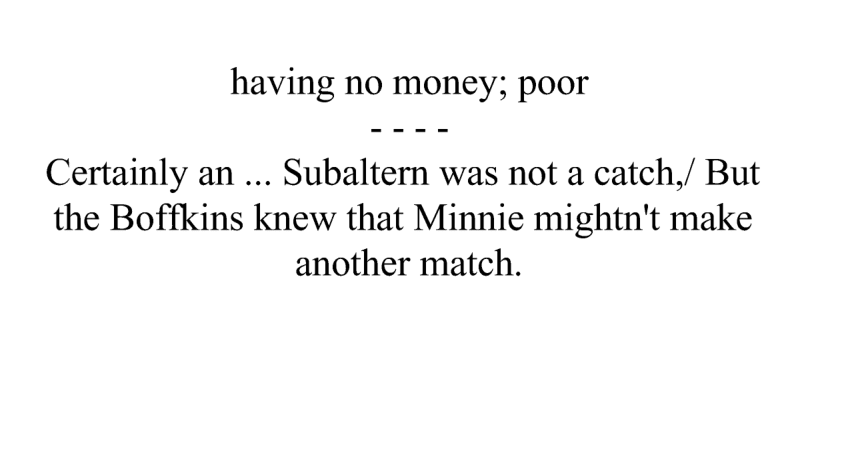 having no money; poor
- - - -
Certainly an ... Subaltern was not a catch,/ But
the Boffkins knew that Minnie mightn't make
another match.